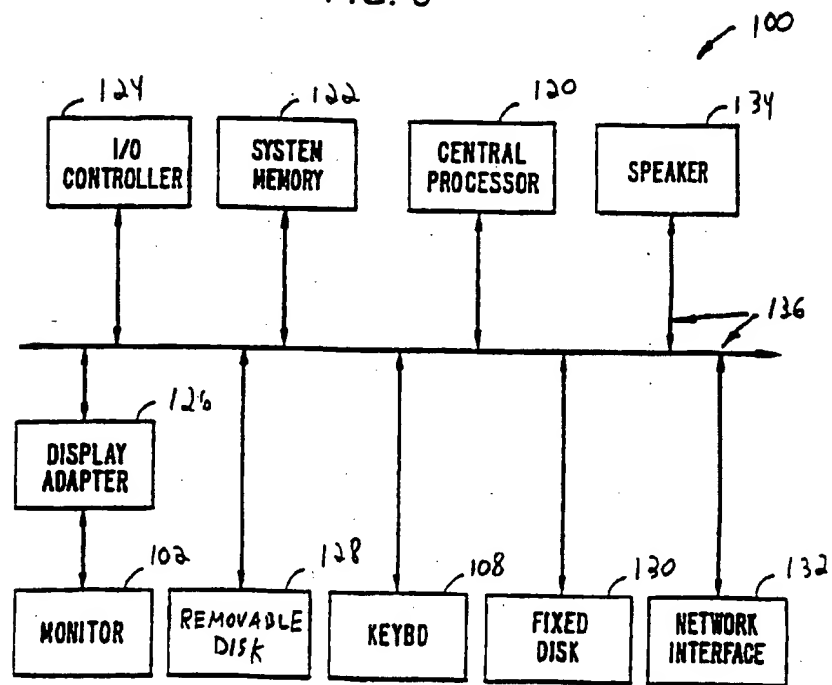 FIG.
100
124
122
120
134
I/O
CONTROLLER
SYSTEM
MEMORY
CENTRAL
PROCESSOR
SPEAKER
136
126
DISPLAY
ADAPTER
102
128
108
130
132
MONITOR
REMOVABLE
DISK
KEYBD
FIXED
DISK
NETWORK
INTERFACE